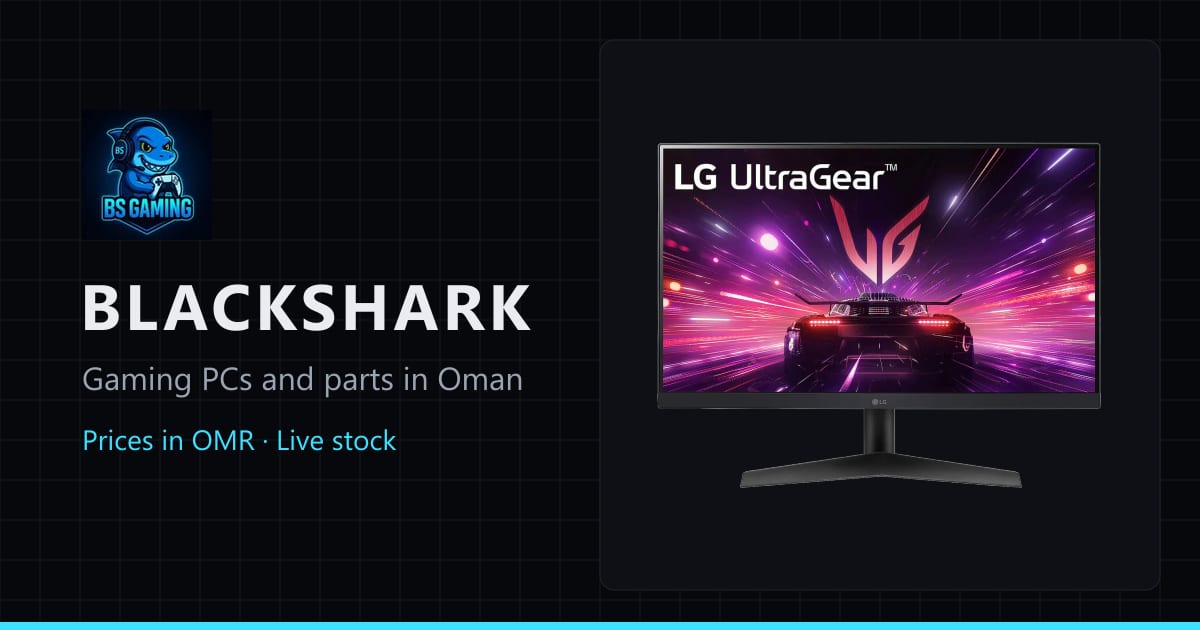 BS
BS GAMING
BLACKSHARK
Gaming PCs and parts in Oman
Prices in OMR · Live stock
LG UltraGear™
LG